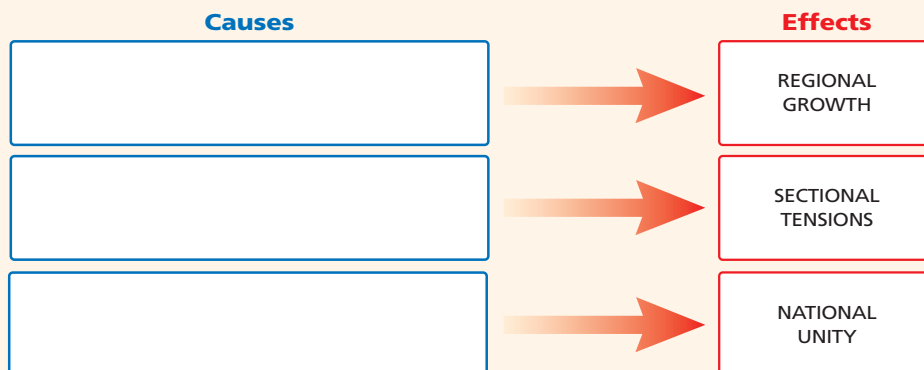 Causes
Effects
REGIONAL
GROWTH
SECTIONAL
TENSIONS
NATIONAL
UNITY